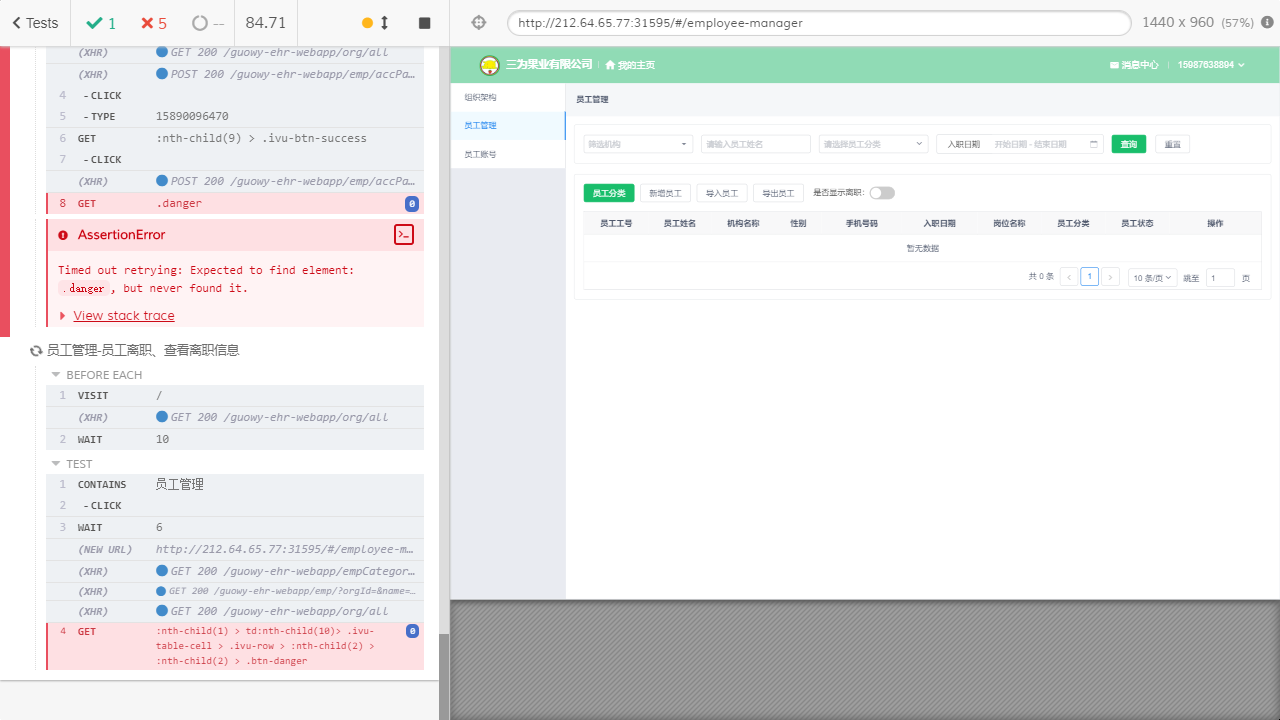 Tests
1
5
--
84.71
http://212.64.65.77:31595/#/employee-manager
1440 x 960 (57%)
(XHR) GET 200 /guowy-ehr-webapp/org/all
(XHR) POST 200 /guowy-ehr-webapp/emp/accPa…
4 - CLICK
5 - TYPE 15890096470
6 GET :nth-child(9) > .ivu-btn-success
7 - CLICK
(XHR) POST 200 /guowy-ehr-webapp/emp/accPa…
8 GET .danger 0
AssertionError
Timed out retrying: Expected to find element:
.danger, but never found it.
View stack trace
员工管理-员工离职、查看离职信息
BEFORE EACH
1 VISIT /
(XHR) GET 200 /guowy-ehr-webapp/org/all
2 WAIT 10
TEST
1 CONTAINS 员工管理
2 - CLICK
3 WAIT 6
(NEW URL) http://212.64.65.77:31595/#/employee-m…
(XHR) GET 200 /guowy-ehr-webapp/empCategor…
(XHR) GET 200 /guowy-ehr-webapp/emp/?orgId=&name=…
(XHR) GET 200 /guowy-ehr-webapp/org/all
4 GET :nth-child(1) > td:nth-child(10)> .ivu- 0
table-cell > .ivu-row > :nth-child(2) >
:nth-child(2) > .btn-danger
三为果业有限公司 我的主页
消息中心 15987638894
组织架构
员工管理
员工账号
员工管理
筛选机构 请输入员工姓名 请选择员工分类 入职日期 开始日期 - 结束日期 查询 重置
员工分类 新增员工 导入员工 导出员工 是否显示离职:
员工工号 员工姓名 机构名称 性别 手机号码 入职日期 岗位名称 员工分类 员工状态 操作
暂无数据
共 0 条 1 10 条/页 跳至 1 页